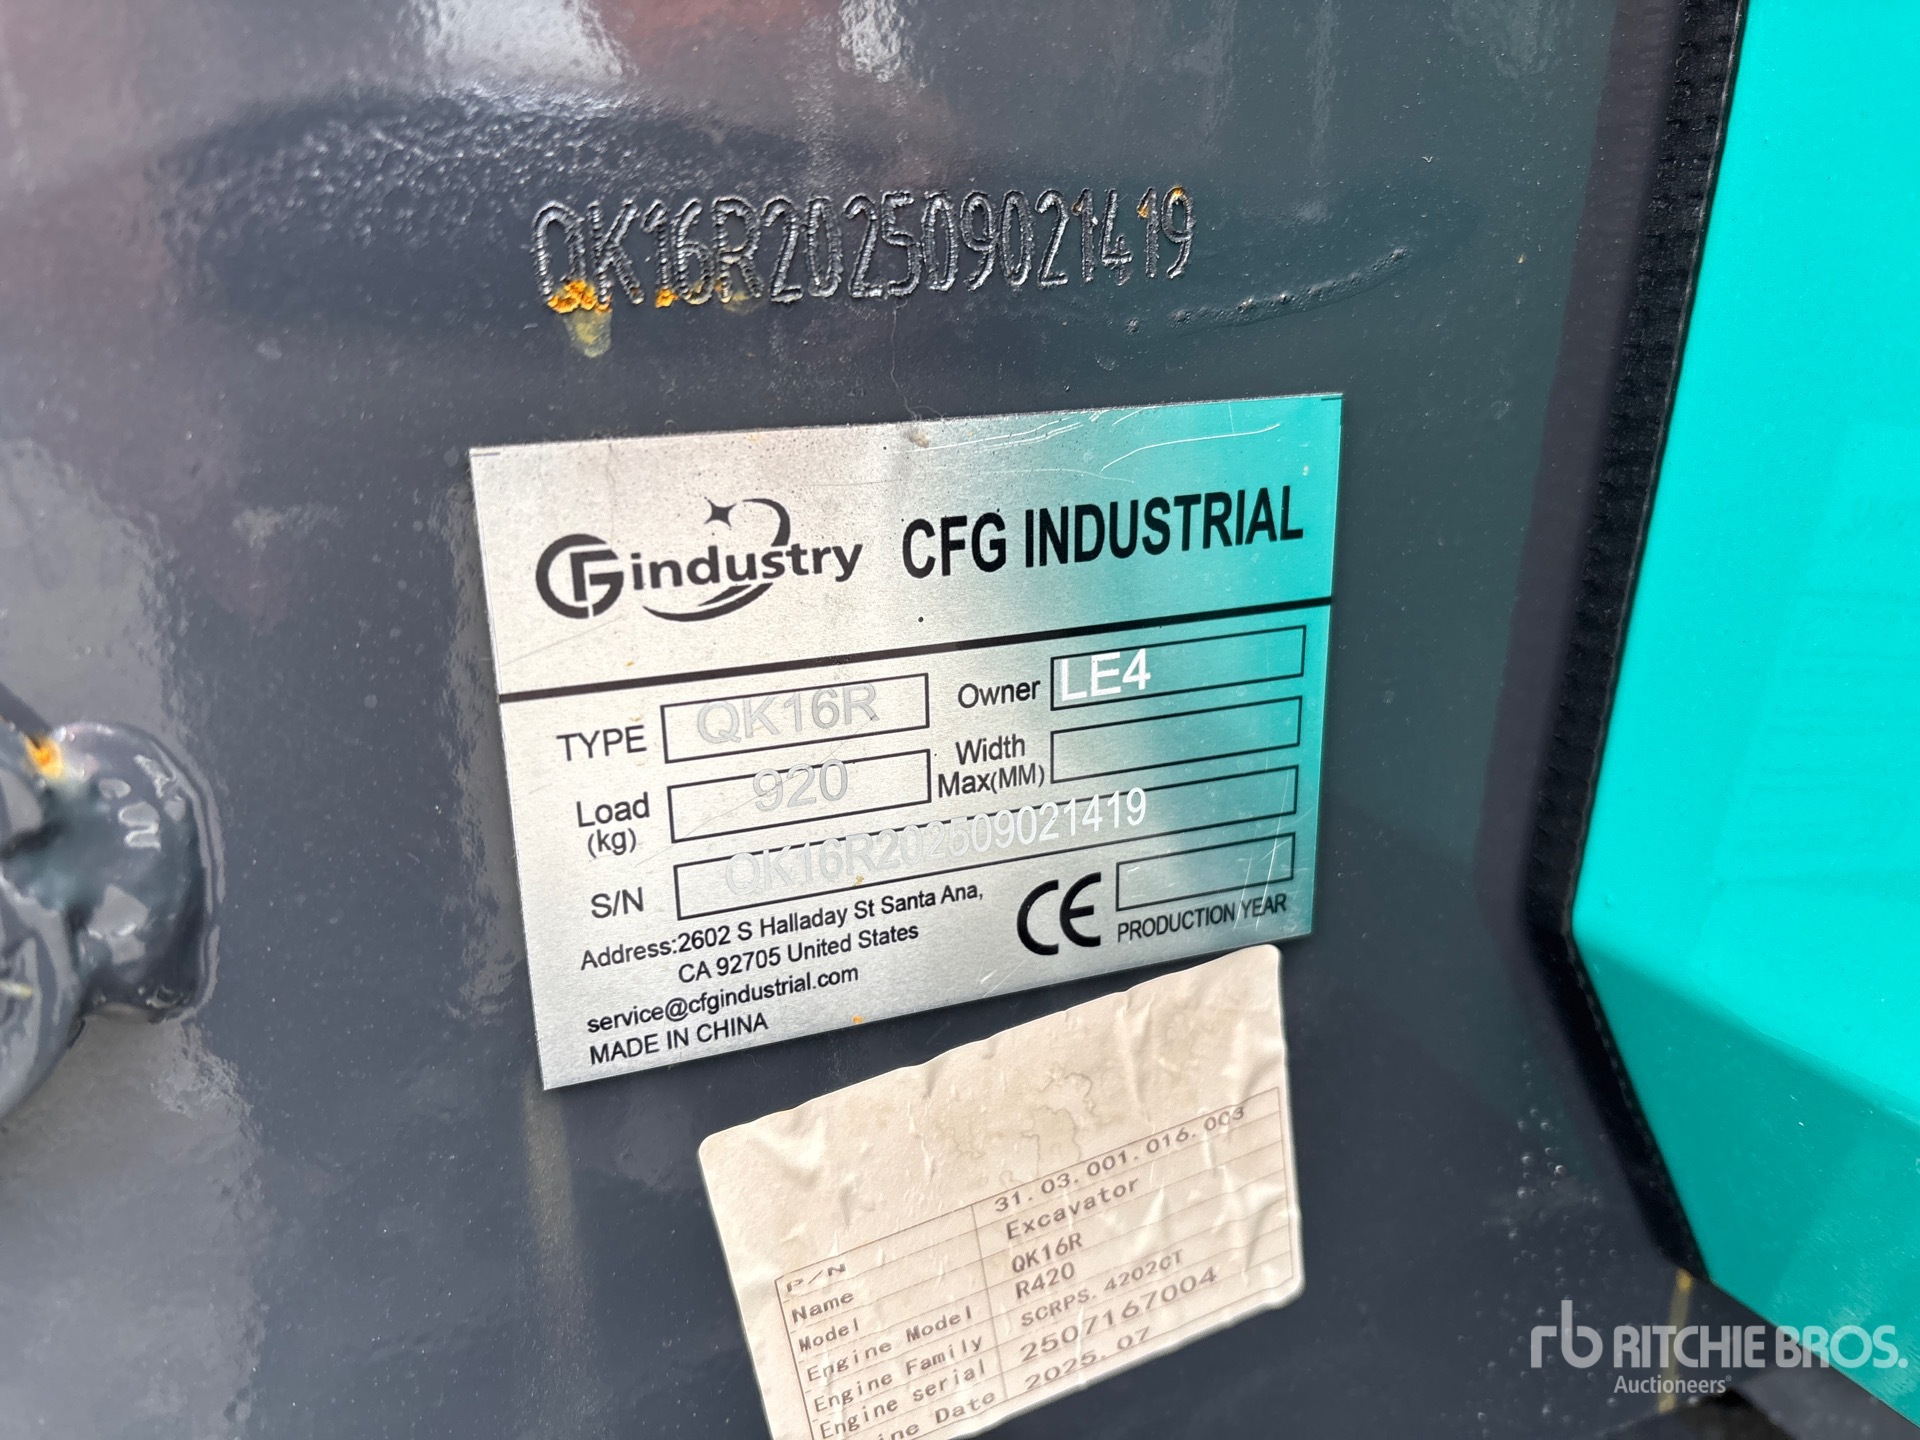 QK16R202509021419
GFindustry CFG INDUSTRIAL
TYPE QK16R Owner LE4
Load (kg) 920 Width Max(MM)
S/N QK16R202509021419
Address:2602 S Halladay St Santa Ana,
CA 92705 United States
service@cfgindustrial.com
MADE IN CHINA
CE PRODUCTION YEAR
P/N 31.03.001.016.003
Name Excavator
Model QK16R
Engine Model R420
Engine Family SCRPS.4202CT
Engine serial 2507167004
ine Date 2025.07
rb RITCHIE BROS.
Auctioneers